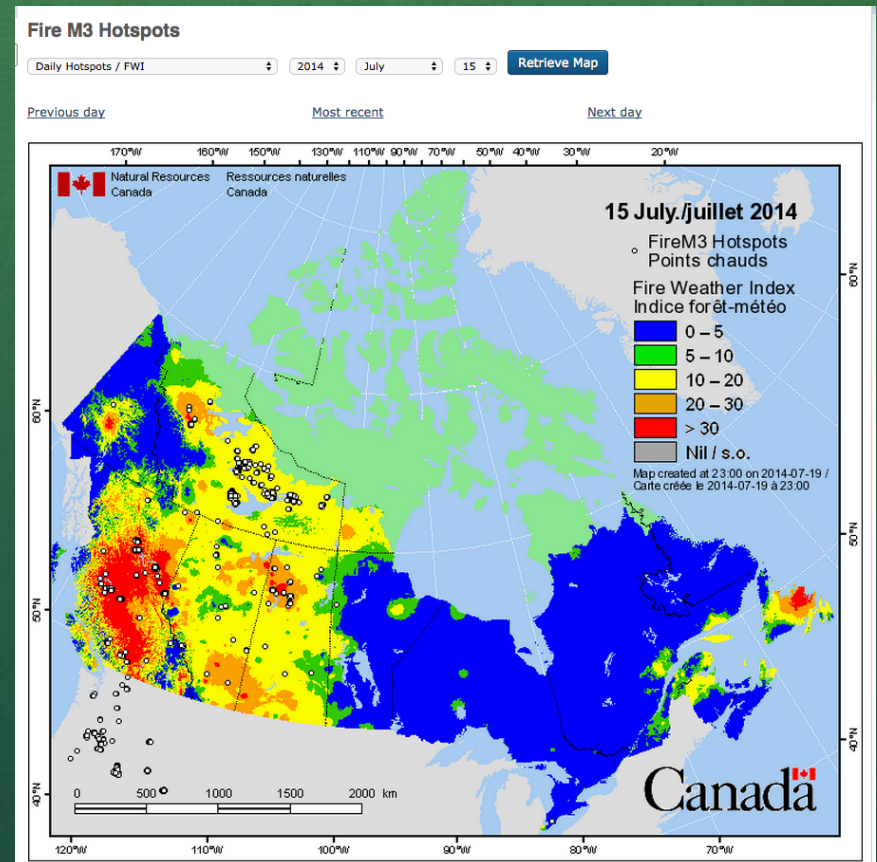 Fire M3 Hotspots
Daily Hotspots / FWI 2014 July 15 Retrieve Map
Previous day Most recent Next day
170°W 160°W 150°W 130°W 110°W 90°W 70°W 50°W 40°W 30°W 20°W
Natural Resources Ressources naturelles
Canada Canada
15 July./juillet 2014
FireM3 Hotspots
Points chauds
Fire Weather Index
Indice forêt-météo
0 – 5
5 – 10
10 – 20
20 – 30
> 30
Nil / s.o.
Map created at 23:00 on 2014-07-19 /
Carte créée le 2014-07-19 à 23:00
60°N
60°N
50°N
50°N
40°N
40°N
0 500 1000 1500 2000 km
Canada
120°W 110°W 100°W 90°W 80°W 70°W